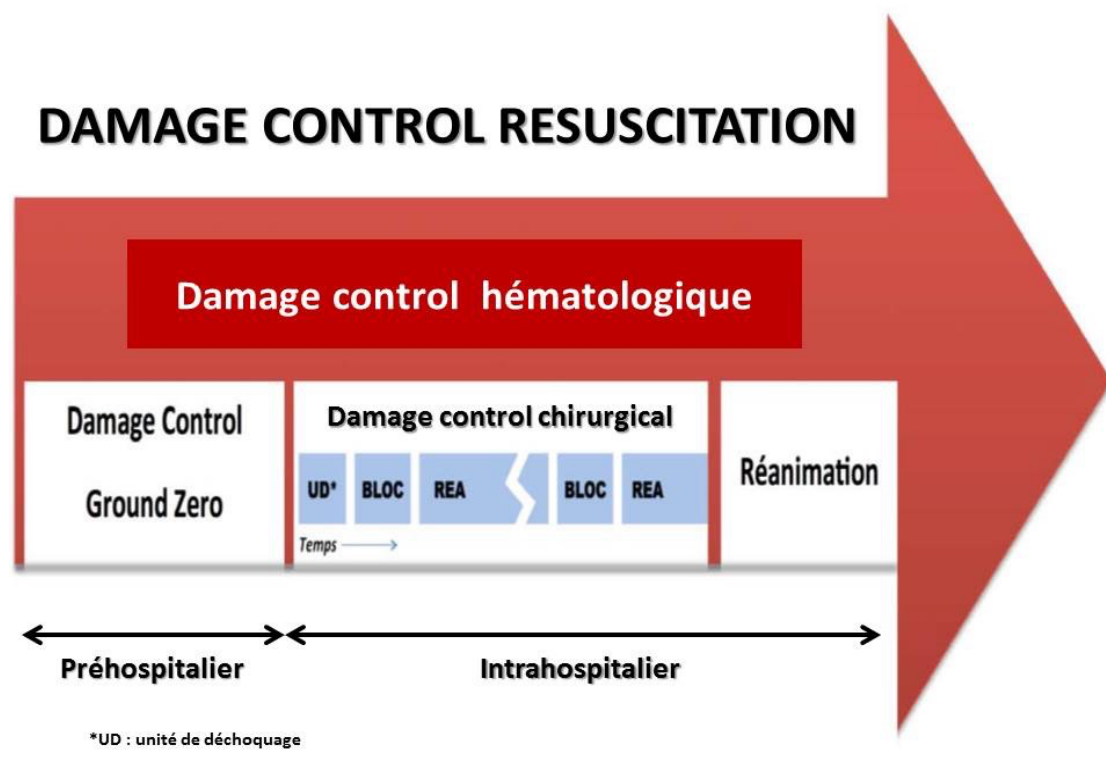 DAMAGE CONTROL RESUSCITATION
Damage control hématologique
Damage Control
Ground Zero
Damage control chirurgical
UD* BLOC REA BLOC REA
Temps
Réanimation
Préhospitalier
Intrahospitalier
*UD : unité de déchoquage